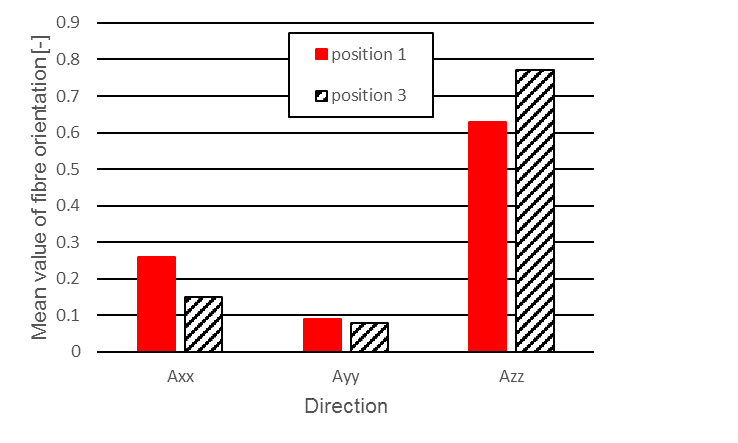 Mean value of fibre orientation [-]
0.9
0.8
0.7
0.6
0.5
0.4
0.3
0.2
0.1
0
position 1
position 3
Axx
Ayy
Azz
Direction